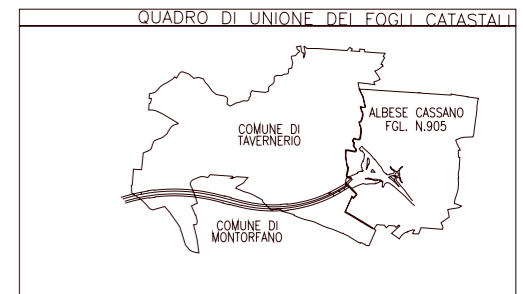 QUADRO DI UNIONE DEI FOGLI CATASTALI
ALBESE CASSANO
FGL. N.905
COMUNE DI
TAVERNERIO
COMUNE DI
MONTORFANO